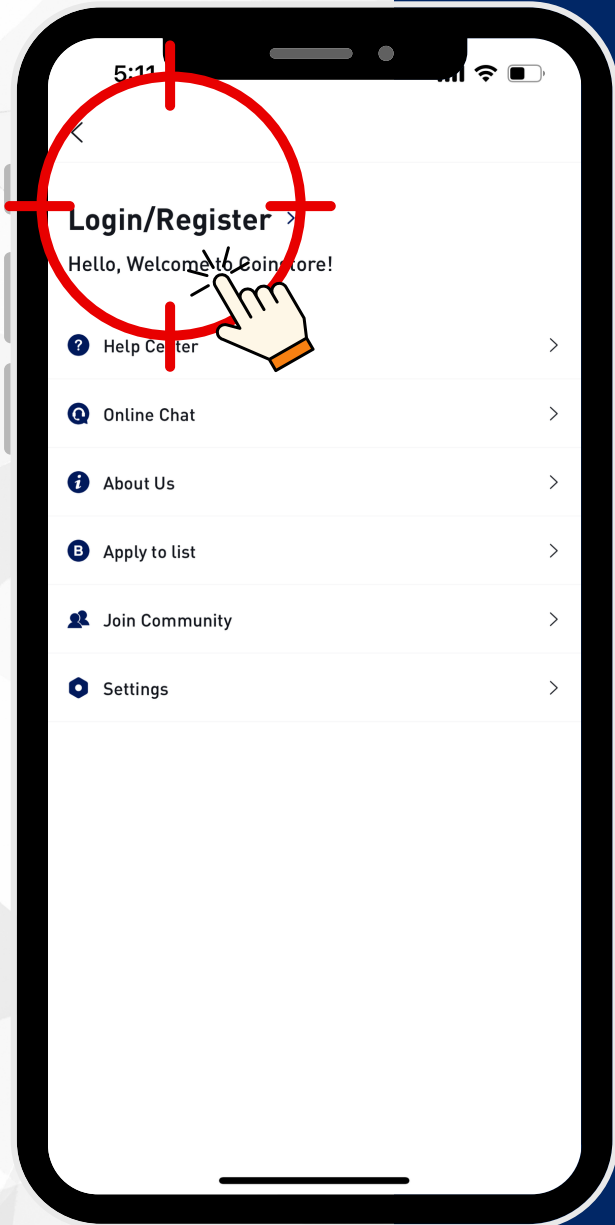 5:11
Login/Register >
Hello, Welcome to Coinstore!
Help Center
Online Chat
About Us
Apply to list
Join Community
Settings